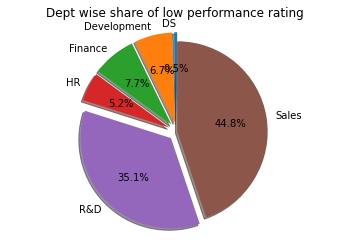 Dept wise share of low performance rating
DS
Development
Finance
HR
R&D
Sales
0.5%
6.7%
7.7%
5.2%
35.1%
44.8%